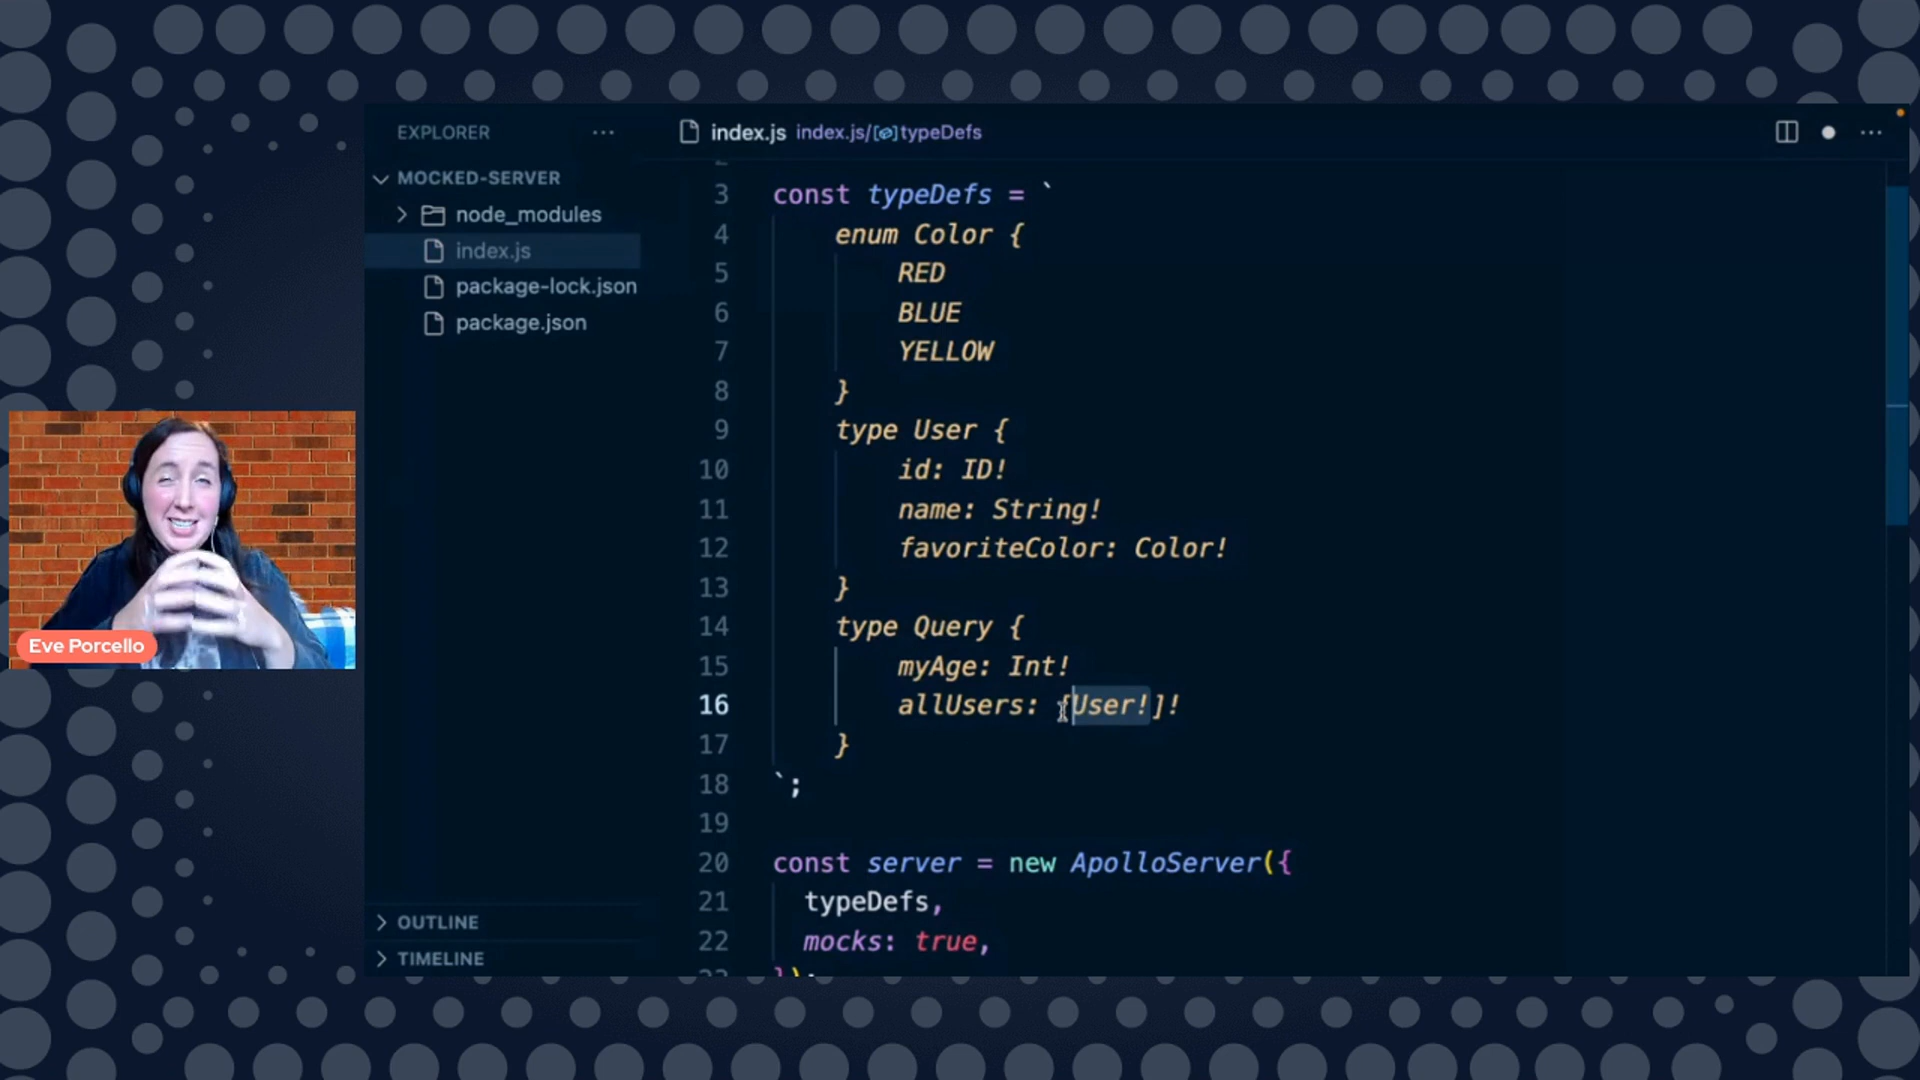 EXPLORER ···
index.js index.js/[]typeDefs ···
MOCKED-SERVER
node_modules
index.js
package-lock.json
package.json
3 const typeDefs = `
4 enum Color {
5 RED
6 BLUE
7 YELLOW
8 }
9 type User {
10 id: ID!
11 name: String!
12 favoriteColor: Color!
13 }
14 type Query {
15 myAge: Int!
16 allUsers: [User!]!
17 }
18 `;
19
20 const server = new ApolloServer({
21 typeDefs,
22 mocks: true,
});
OUTLINE
TIMELINE
Eve Porcello